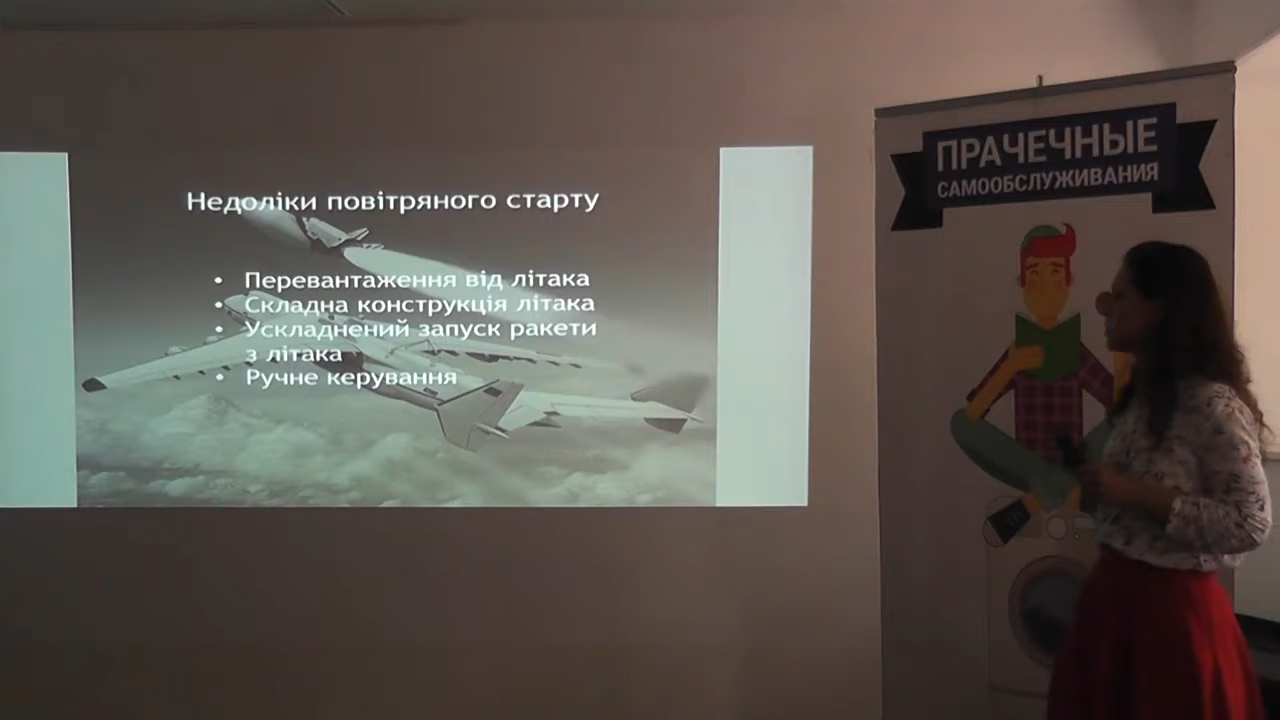 Недоліки повітряного старту
• Перевантаження від літака
• Складна конструкція літака
• Ускладнений запуск ракети
з літака
• Ручне керування
ПРАЧЕЧНЫЕ
САМООБСЛУЖИВАНИЯ